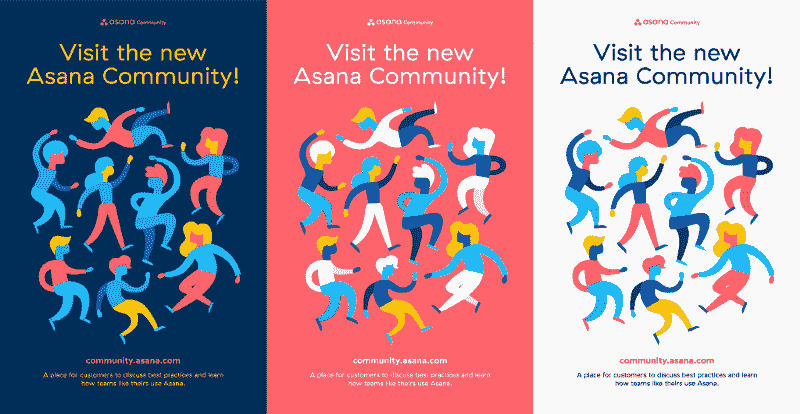 asana Community
Visit the new
Asana Community!
community.asana.com
A place for customers to discuss best practices and learn
how teams like theirs use Asana.
asana Community
Visit the new
Asana Community!
community.asana.com
A place for customers to discuss best practices and learn
how teams like theirs use Asana.
asana Community
Visit the new
Asana Community!
community.asana.com
A place for customers to discuss best practices and learn
how teams like theirs use Asana.